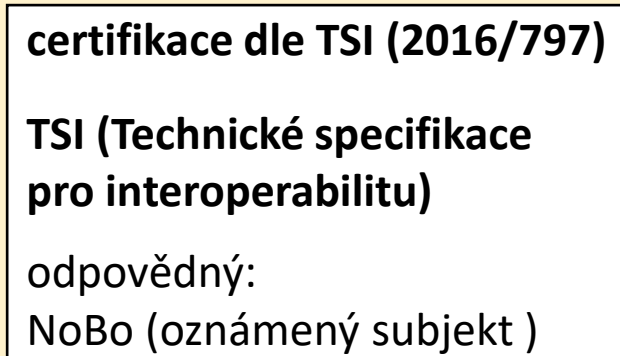 certifikace dle TSI (2016/797)
TSI (Technické specifikace
pro interoperabilitu)
odpovědný:
NoBo (oznámený subjekt )